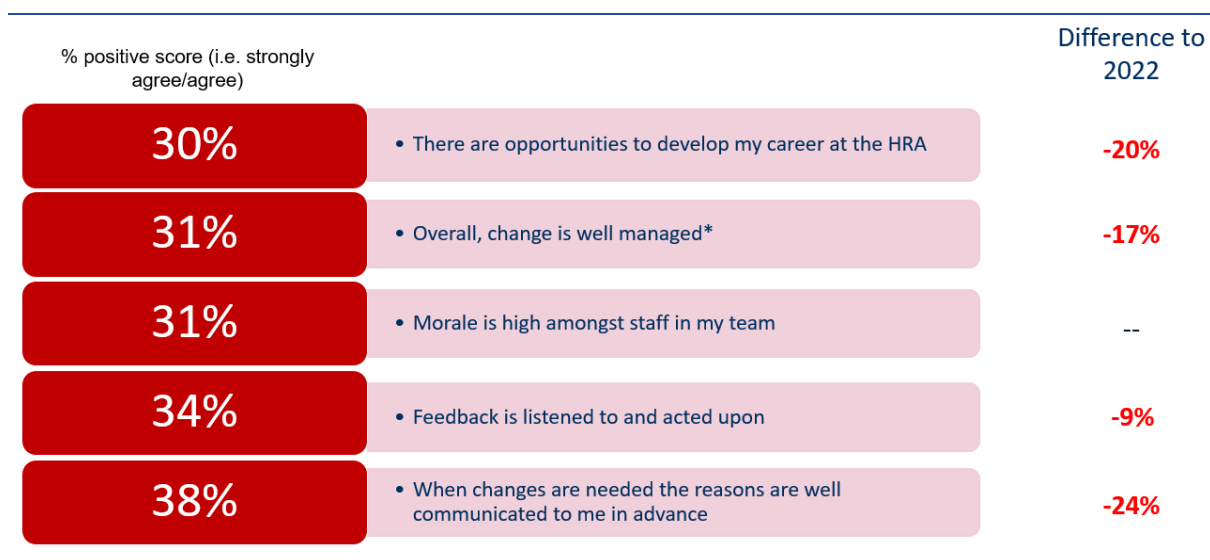 % positive score (i.e. strongly
agree/agree)
Difference to
2022
30%
• There are opportunities to develop my career at the HRA
-20%
31%
• Overall, change is well managed*
-17%
31%
• Morale is high amongst staff in my team
--
34%
• Feedback is listened to and acted upon
-9%
38%
• When changes are needed the reasons are well
communicated to me in advance
-24%